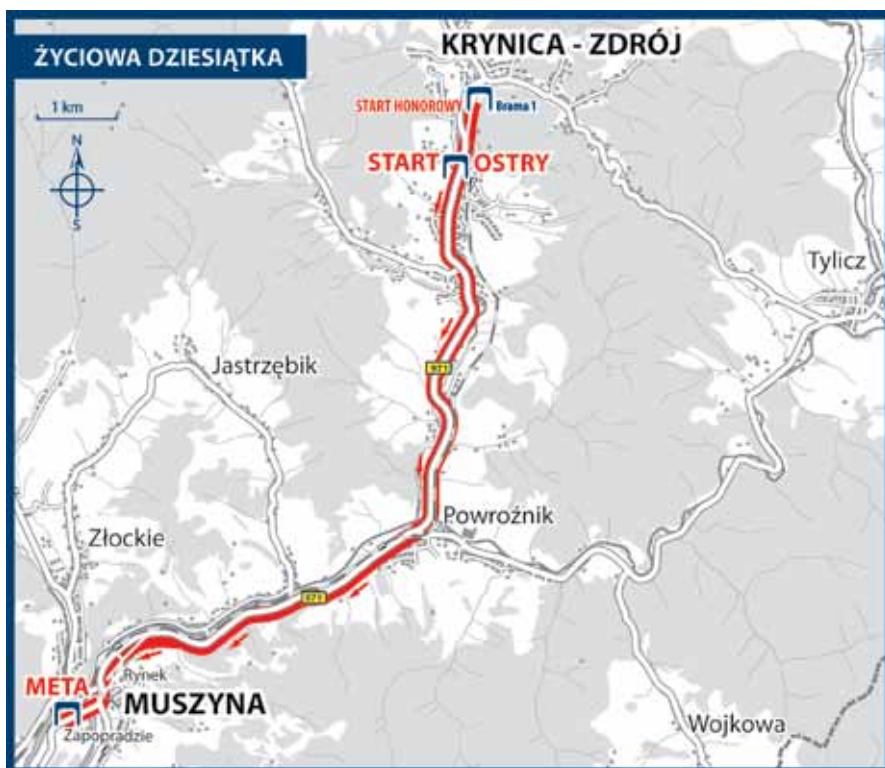 ŻYCIOWA DZIESIĄTKA
KRYNICA - ZDRÓJ
1 km
START HONOROWY
Brama 1
N
S
START OSTRY
Tylicz
971
Jastrzębik
Powroźnik
Złockie
971
Rynek
META
MUSZYNA
Zapopradzie
Wojkowa